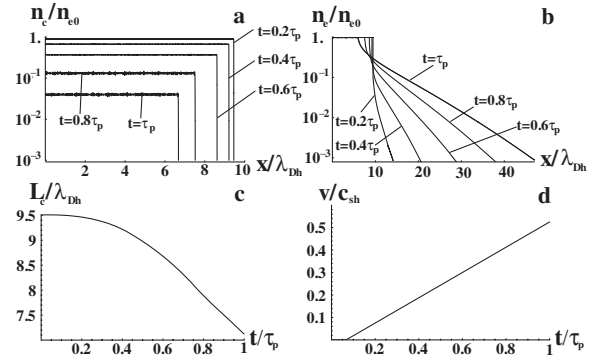 n_c/n_e0 a
1.
10^-1
10^-2
10^-3
t=0.2τ_p
t=0.4τ_p
t=0.6τ_p
t=0.8τ_p
t=τ_p
2 4 6 8 10
x/λ_Dh
n_e/n_e0 b
1.
10^-1
10^-2
10^-3
t=τ_p
t=0.8τ_p
t=0.2τ_p
t=0.6τ_p
t=0.4τ_p
10 20 30 40
x/λ_Dh
L_c/λ_Dh c
9.5
9
8.5
8
7.5
0.2 0.4 0.6 0.8 1
t/τ_p
v/c_sh d
0.5
0.4
0.3
0.2
0.1
0.2 0.4 0.6 0.8 1
t/τ_p